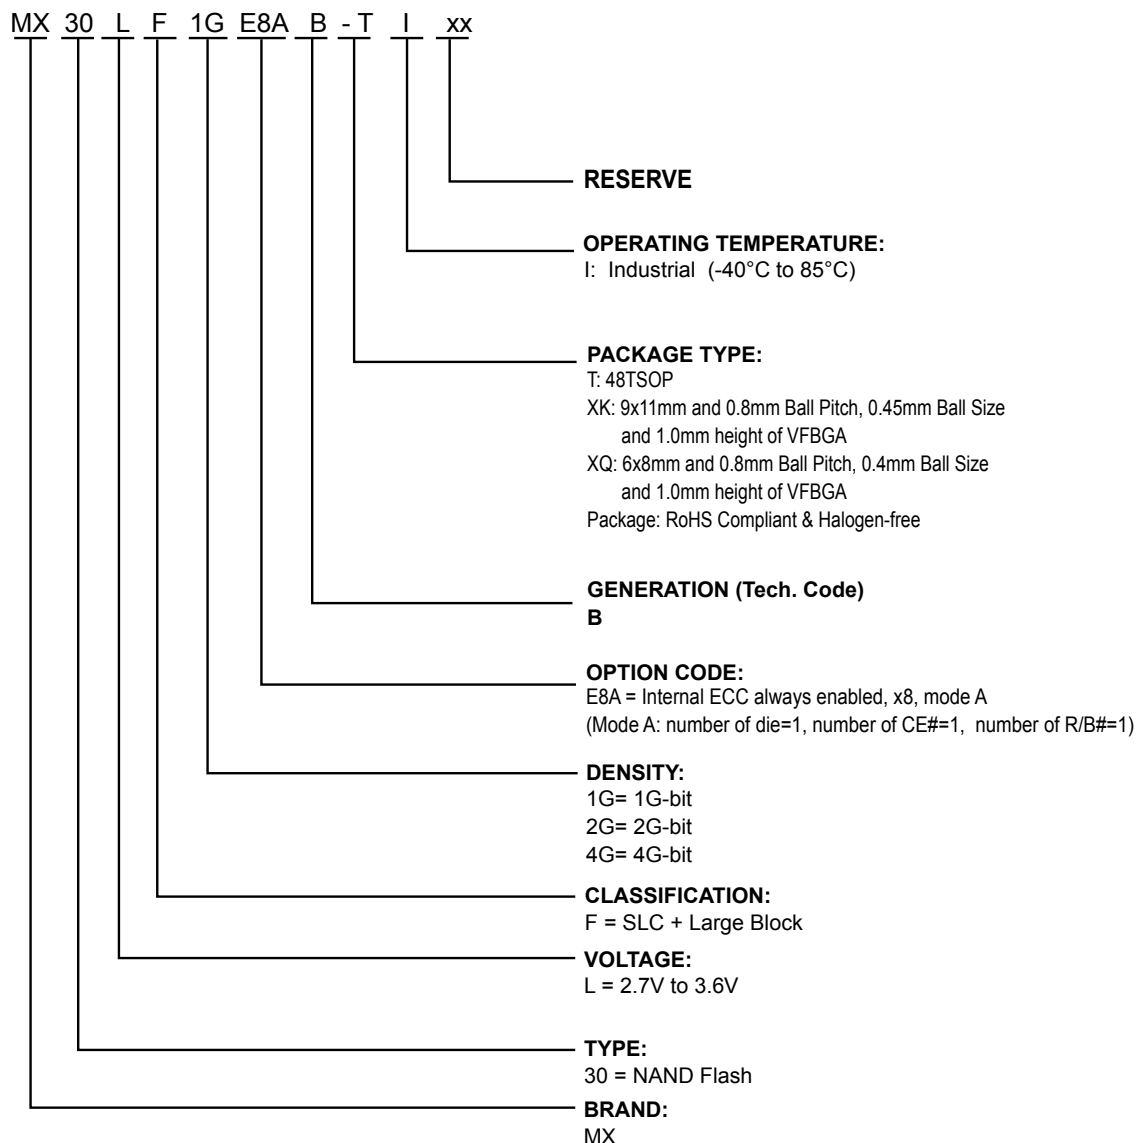 MX 30 L F 1G E8A B - T I xx
RESERVE
OPERATING TEMPERATURE:
I: Industrial (-40°C to 85°C)
PACKAGE TYPE:
T: 48TSOP
XK: 9x11mm and 0.8mm Ball Pitch, 0.45mm Ball Size
and 1.0mm height of VFBGA
XQ: 6x8mm and 0.8mm Ball Pitch, 0.4mm Ball Size
and 1.0mm height of VFBGA
Package: RoHS Compliant & Halogen-free
GENERATION (Tech. Code)
B
OPTION CODE:
E8A = Internal ECC always enabled, x8, mode A
(Mode A: number of die=1, number of CE#=1, number of R/B#=1)
DENSITY:
1G= 1G-bit
2G= 2G-bit
4G= 4G-bit
CLASSIFICATION:
F = SLC + Large Block
VOLTAGE:
L = 2.7V to 3.6V
TYPE:
30 = NAND Flash
BRAND:
MX